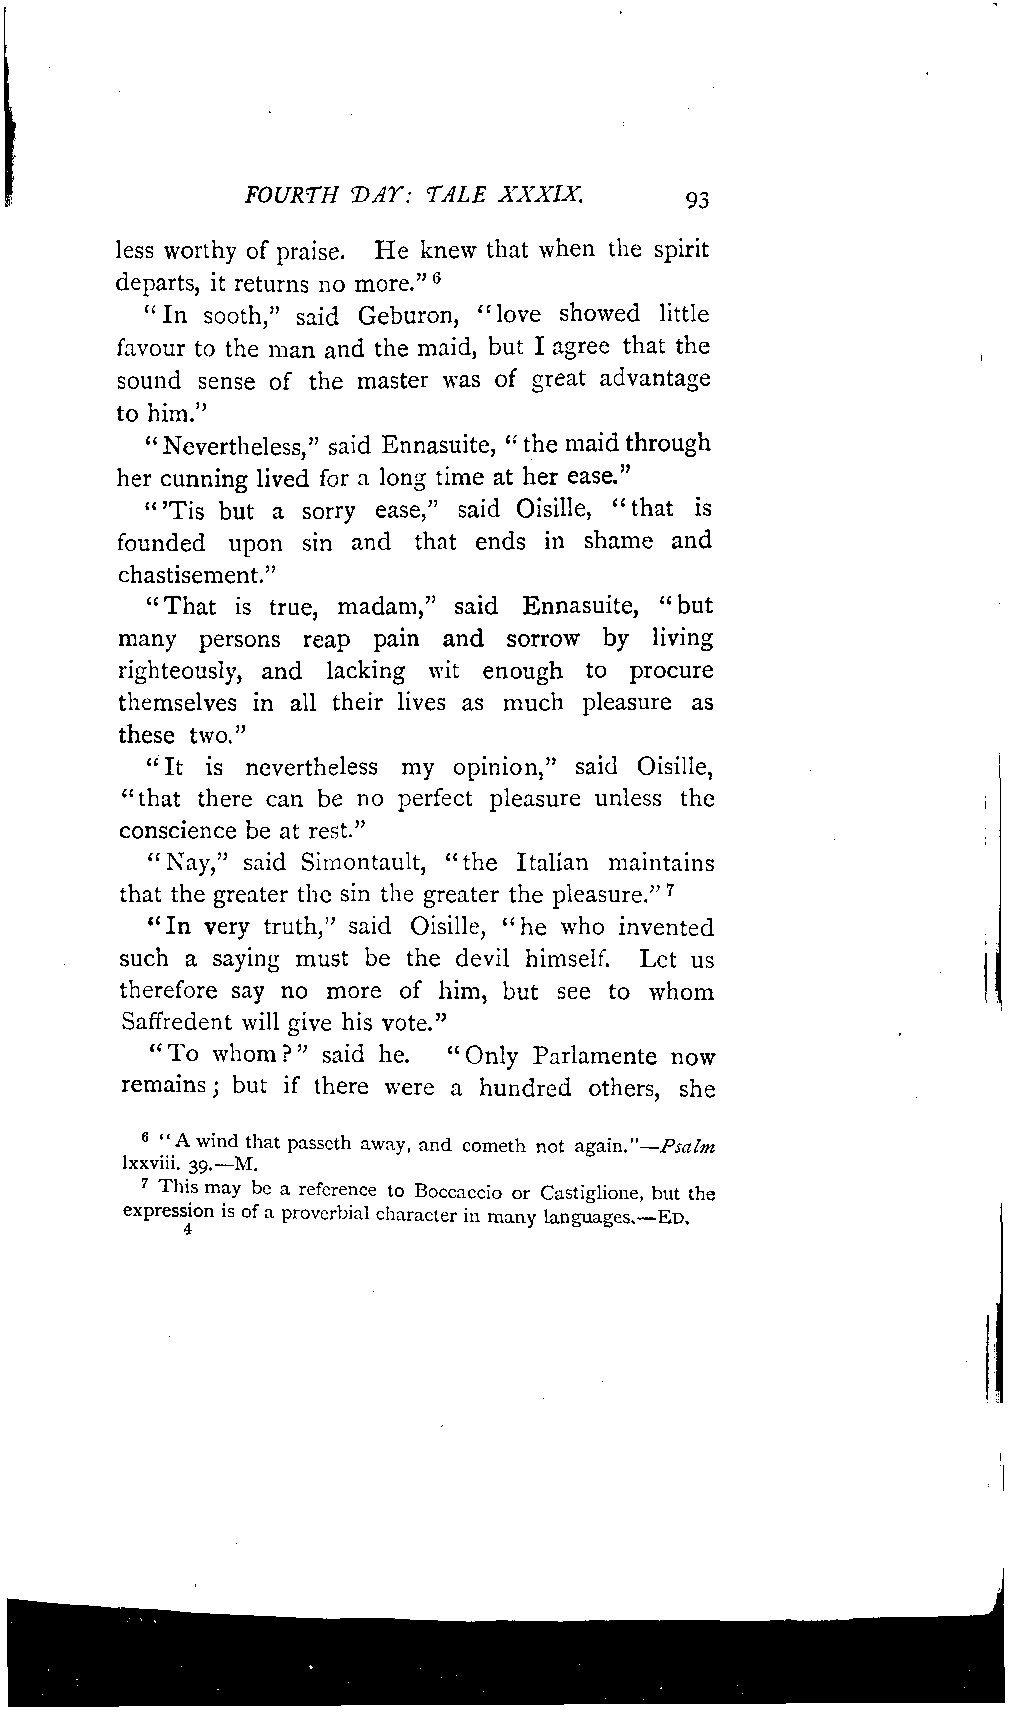 FOURTH DAY: TALE XXXIX. 93
less worthy of praise. He knew that when the spirit
departs, it returns no more." 6
"In sooth," said Geburon, "love showed little
favour to the man and the maid, but I agree that the
sound sense of the master was of great advantage
to him."
"Nevertheless," said Ennasuite, "the maid through
her cunning lived for a long time at her ease."
"'Tis but a sorry ease," said Oisille, "that is
founded upon sin and that ends in shame and
chastisement."
"That is true, madam," said Ennasuite, "but
many persons reap pain and sorrow by living
righteously, and lacking wit enough to procure
themselves in all their lives as much pleasure as
these two."
"It is nevertheless my opinion," said Oisille,
"that there can be no perfect pleasure unless the
conscience be at rest."
"Nay," said Simontault, "the Italian maintains
that the greater the sin the greater the pleasure." 7
"In very truth," said Oisille, "he who invented
such a saying must be the devil himself. Let us
therefore say no more of him, but see to whom
Saffredent will give his vote."
"To whom?" said he. "Only Parlamente now
remains; but if there were a hundred others, she
6 "A wind that passeth away, and cometh not again."—Psalm
lxxviii. 39.—M.
7 This may be a reference to Boccaccio or Castiglione, but the
expression is of a proverbial character in many languages.—ED.
4